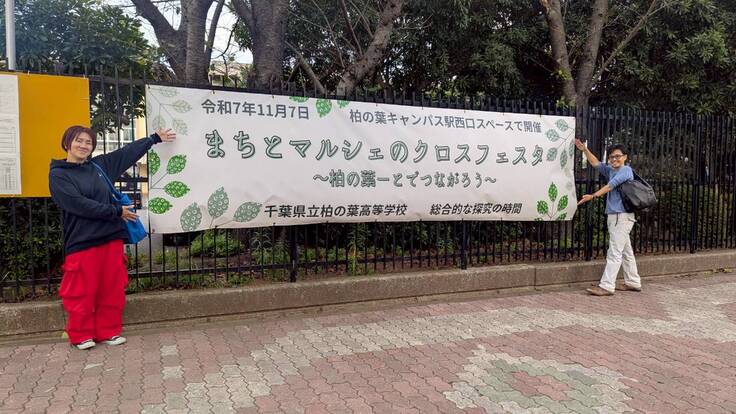 令和7年11月7日 柏の葉キャンパス駅西口スペースで開催
まちとマルシェのクロスフェスタ
～柏の葉一とでつながろう～
千葉県立柏の葉高等学校 総合的な探究の時間